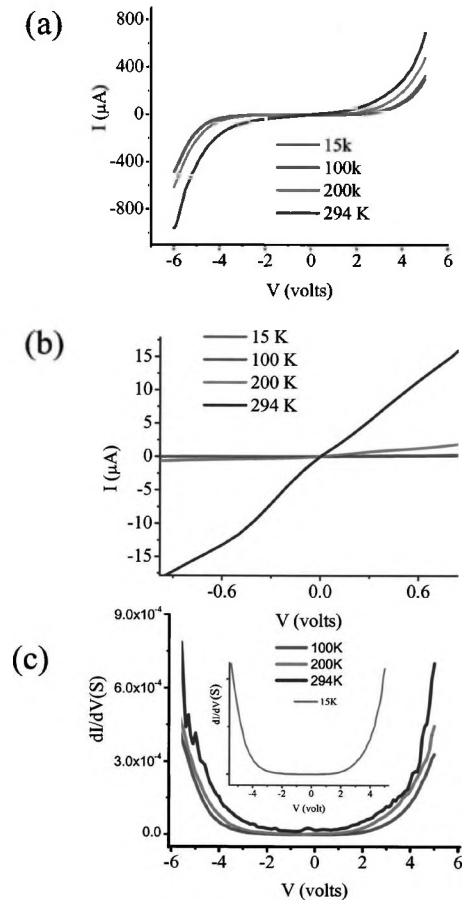 (a)
800
400
0
-400
-800
I (μA)
15k
100k
200k
294 K
-6 -4 -2 0 2 4
V (volts)
(b)
15 K
100 K
200 K
294 K
15
10
5
0
-5
-10
-15
I (μA)
-0.6 0.0 0.6
V (volts)
(c)
9.0x10-4
6.0x10-4
3.0x10-4
0.0
dI/dV(S)
100K
200K
294K
15K
dI/dV(S)
-4 -2 0 2 4
V (volt)
-6 -4 -2 0 2 4 6
V (volts)